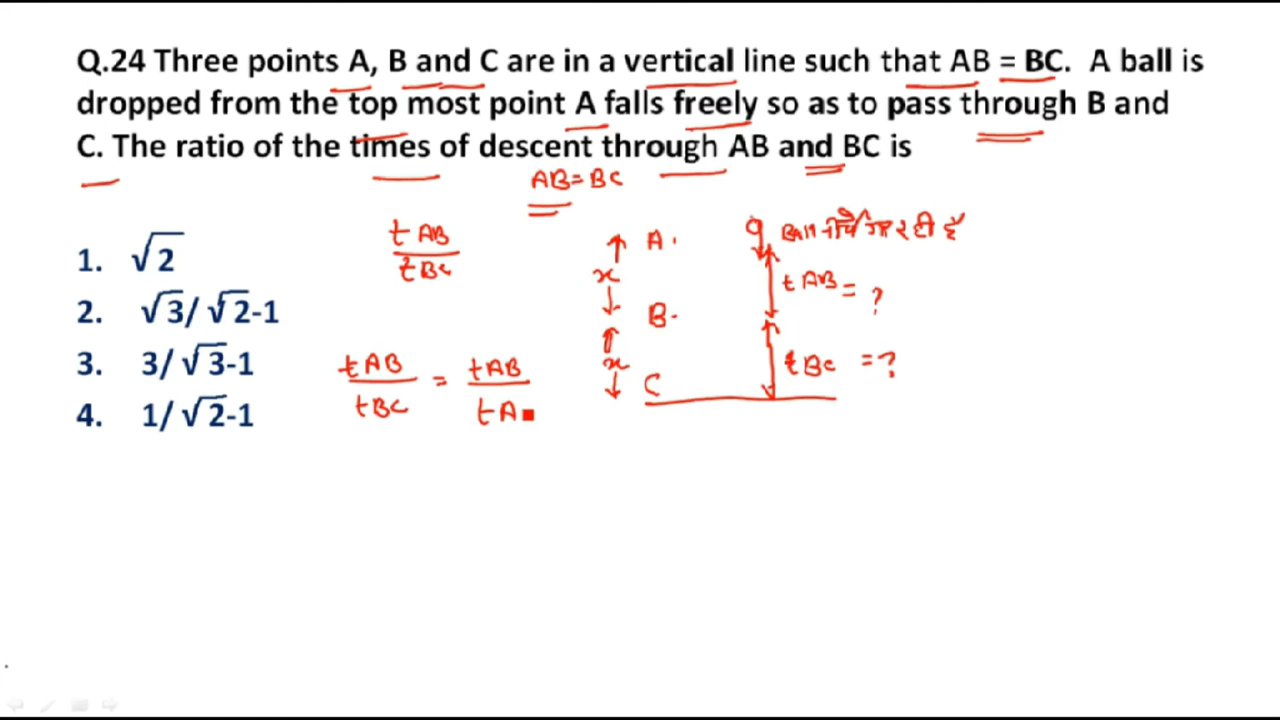 Q.24 Three points A, B and C are in a vertical line such that AB = BC. A ball is
dropped from the top most point A falls freely so as to pass through B and
C. The ratio of the times of descent through AB and BC is
AB = BC
1. √2
2. √3/ √2-1
3. 3/ √3-1
4. 1/ √2-1
tAB
tBC
tAB/tBC = tAB/tA
A
x
B
x
C
Ball नीचे गिर रही है
tAB = ?
tBC = ?